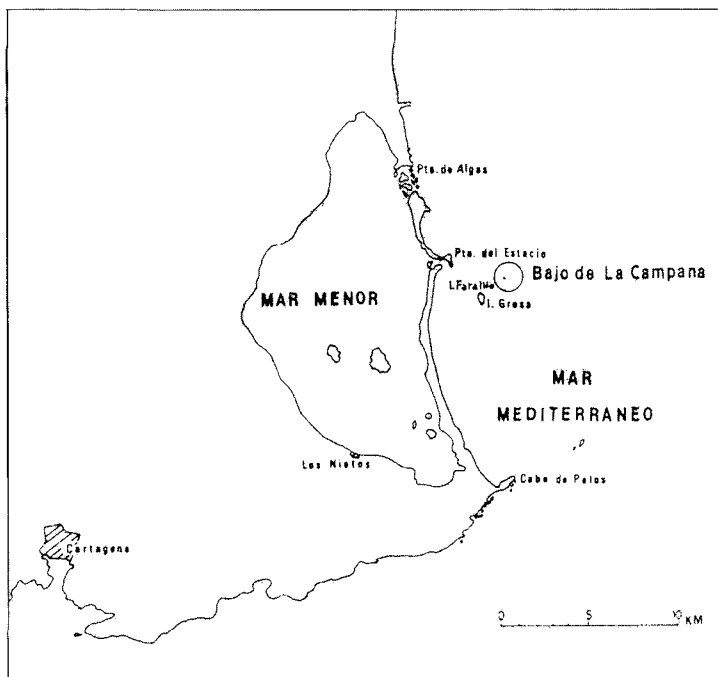 Pta. de Algas
Pta. del Estacio
Bajo de La Campana
I. Grosa
MAR MENOR
MAR
MEDITERRANEO
Los Nietos
Cabo de Palos
Cartagena
0 5 10 KM